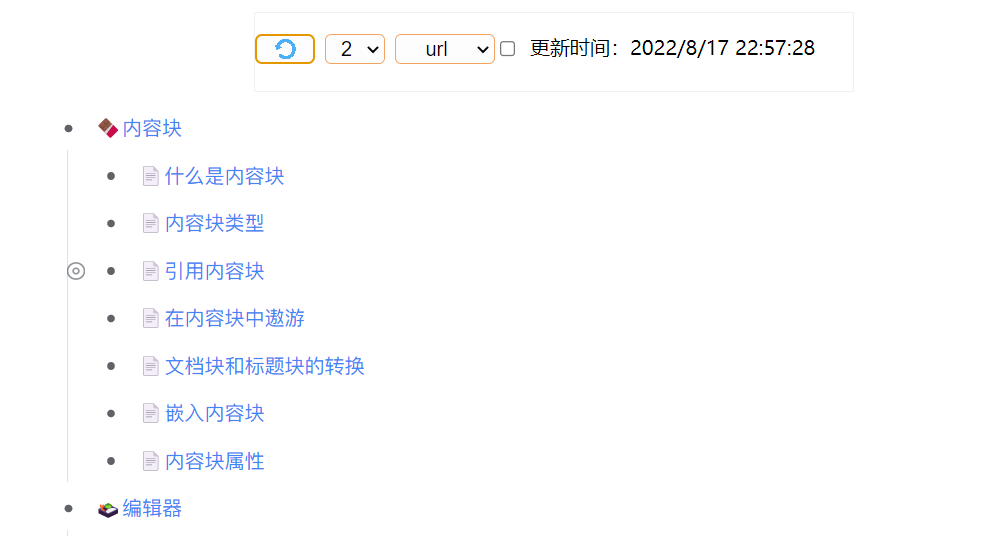 2 url 更新时间：2022/8/17 22:57:28
内容块
什么是内容块
内容块类型
引用内容块
在内容块中遨游
文档块和标题块的转换
嵌入内容块
内容块属性
编辑器